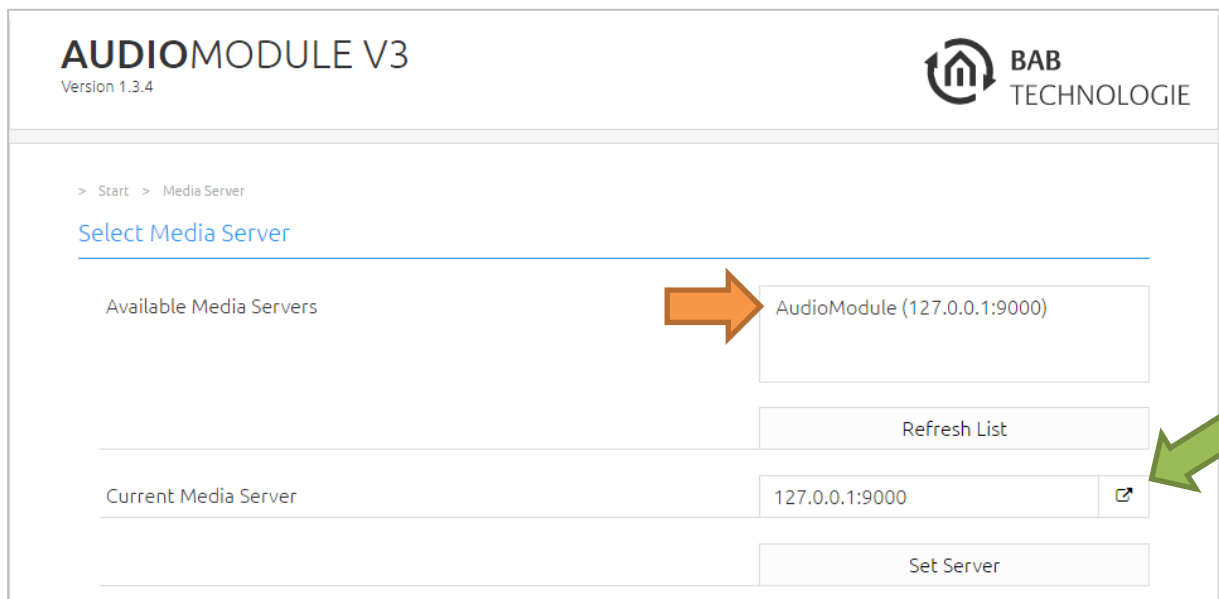 AUDIOMODULE V3
Version 1.3.4
BAB
TECHNOLOGIE
> Start > Media Server
Select Media Server
Available Media Servers
AudioModule (127.0.0.1:9000)
Refresh List
Current Media Server
127.0.0.1:9000
Set Server